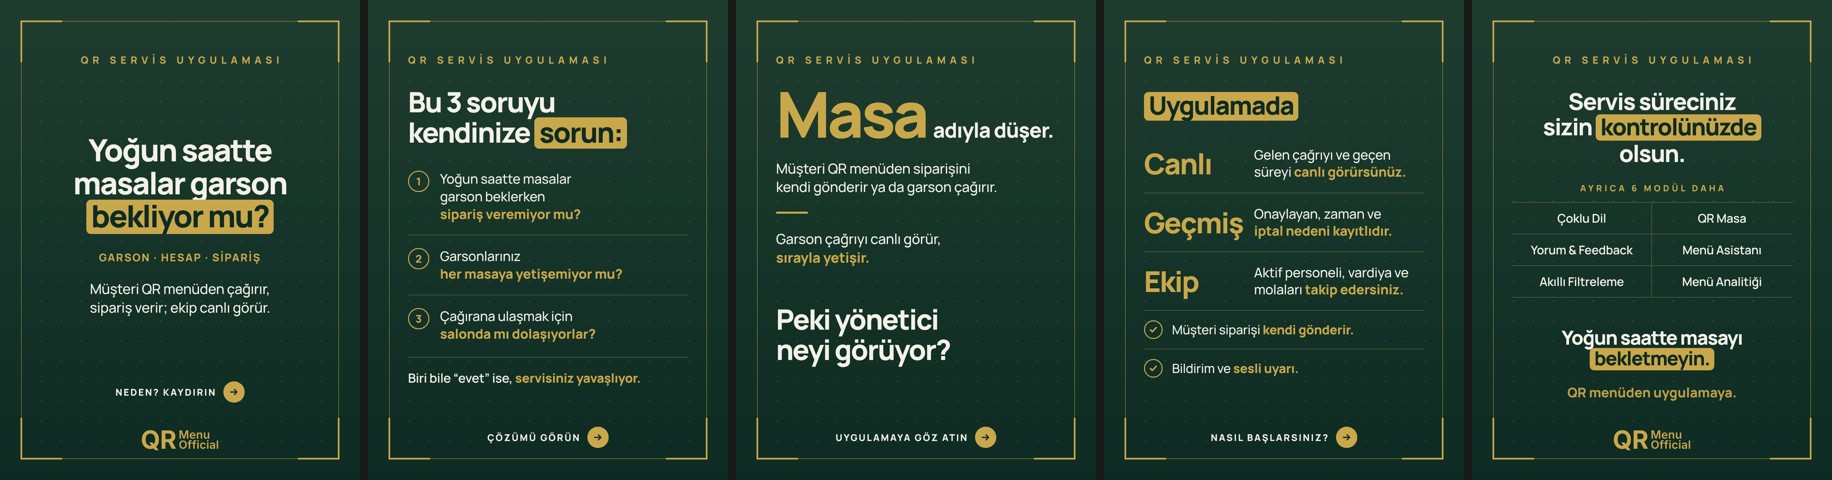 QR SERVİS UYGULAMASI
Yoğun saatte
masalar garson
bekliyor mu?
GARSON · HESAP · SİPARİŞ
Müşteri QR menüden çağırır,
sipariş verir; ekip canlı görür.
NEDEN? KAYDIRIN
QR Menu
Official
QR SERVİS UYGULAMASI
Bu 3 soruyu
kendinize sorun:
1 Yoğun saatte masalar
garson beklerken
sipariş veremiyor mu?
2 Garsonlarınız
her masaya yetişemiyor mu?
3 Çağırana ulaşmak için
salonda mı dolaşıyorlar?
Biri bile “evet” ise, servisiniz yavaşlıyor.
ÇÖZÜMÜ GÖRÜN
QR SERVİS UYGULAMASI
Masa adıyla düşer.
Müşteri QR menüden siparişini
kendi gönderir ya da garson çağırır.
Garson çağrıyı canlı görür,
sırayla yetişir.
Peki yönetici
neyi görüyor?
UYGULAMAYA GÖZ ATIN
QR SERVİS UYGULAMASI
Uygulamada
Canlı
Gelen çağrıyı ve geçen
süreyi canlı görürsünüz.
Geçmiş
Onaylayan, zaman ve
iptal nedeni kayıtlıdır.
Ekip
Aktif personeli, vardiya ve
molaları takip edersiniz.
Müşteri siparişi kendi gönderir.
Bildirim ve sesli uyarı.
NASIL BAŞLARSINIZ?
QR SERVİS UYGULAMASI
Servis süreciniz
sizin kontrolünüzde
olsun.
AYRICA 6 MODÜL DAHA
Çoklu Dil QR Masa
Yorum & Feedback Menü Asistanı
Akıllı Filtreleme Menü Analitiği
Yoğun saatte masayı
bekletmeyin.
QR menüden uygulamaya.
QR Menu
Official